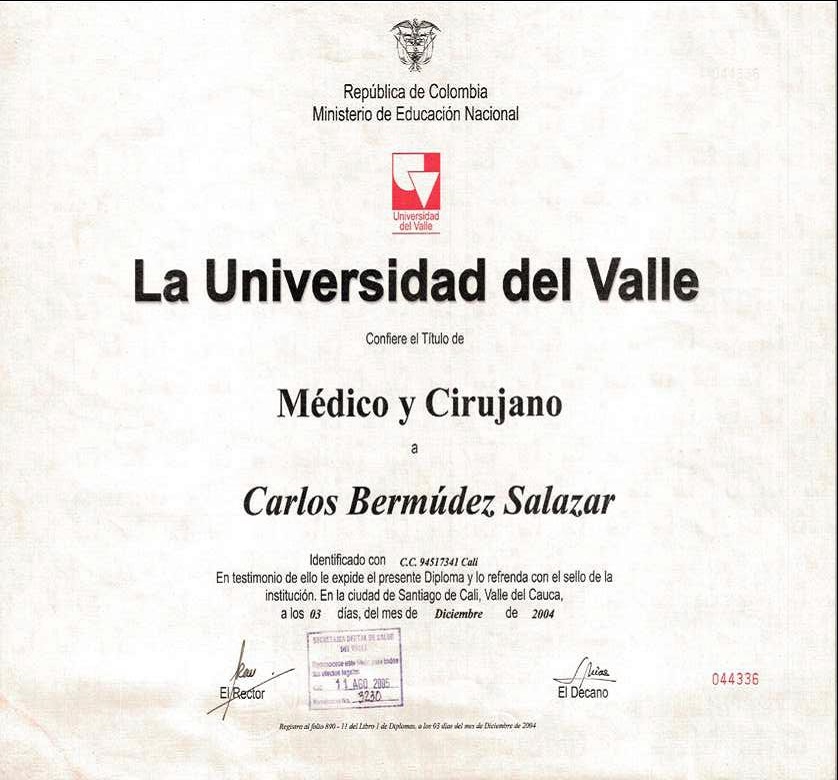 044336
República de Colombia
Ministerio de Educación Nacional
Universidad
del Valle
La Universidad del Valle
Confiere el Título de
Médico y Cirujano
a
Carlos Bermúdez Salazar
Identificado con C.C. 94517341 Cali
En testimonio de ello le expide el presente Diploma y lo refrenda con el sello de la
institución. En la ciudad de Santiago de Cali, Valle del Cauca,
a los 03 días, del mes de Diciembre de 2004
SECRETARIA DEPTAL DE SALUD
DEL VALLE
este para todos
sus efectos legales
Cali 11 AGO 2005
No. 3230
El Rector
El Decano
044336
Registro al folio 890 - 11 del Libro 1 de Diplomas, a los 03 días del mes de Diciembre de 2004